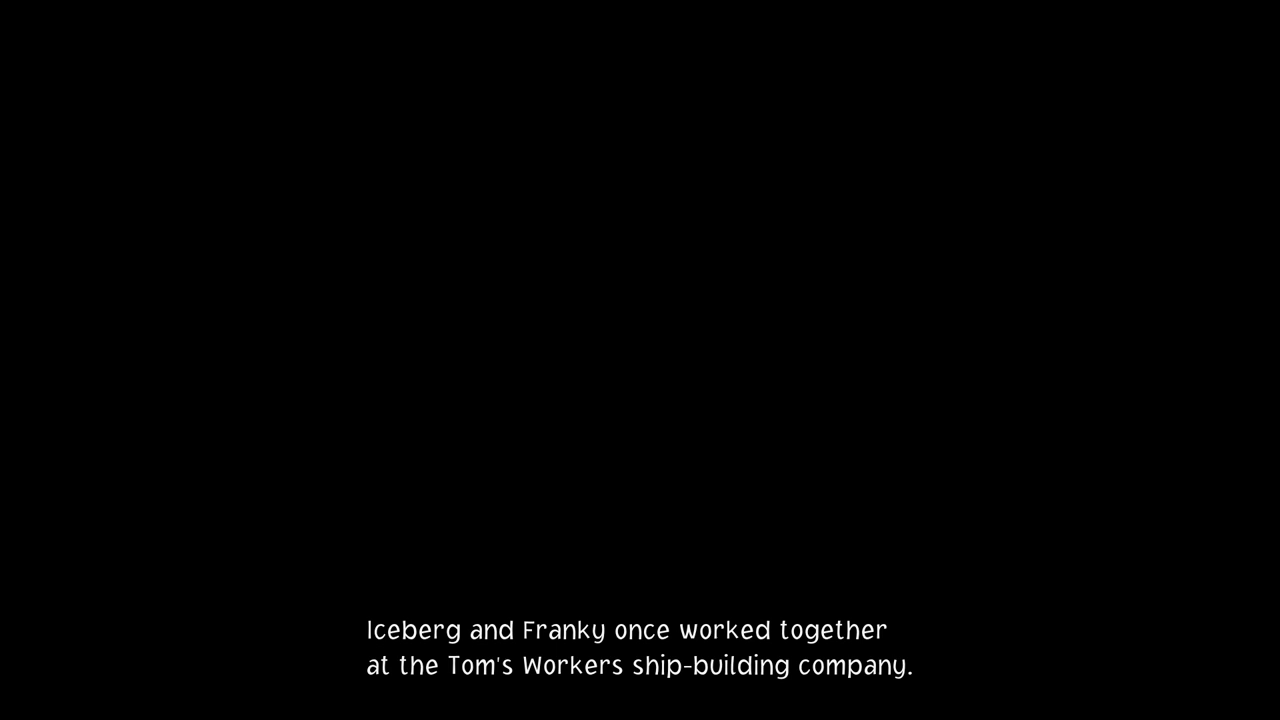 Iceberg and Franky once worked together
at the Tom's Workers ship-building company.